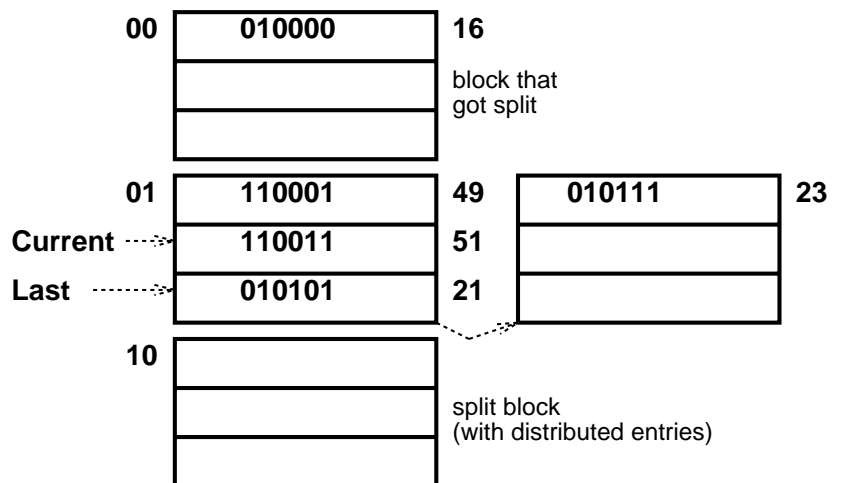 00 010000 16
block that
got split
01 110001 49 010111 23
Current 110011 51
Last 010101 21
10
split block
(with distributed entries)